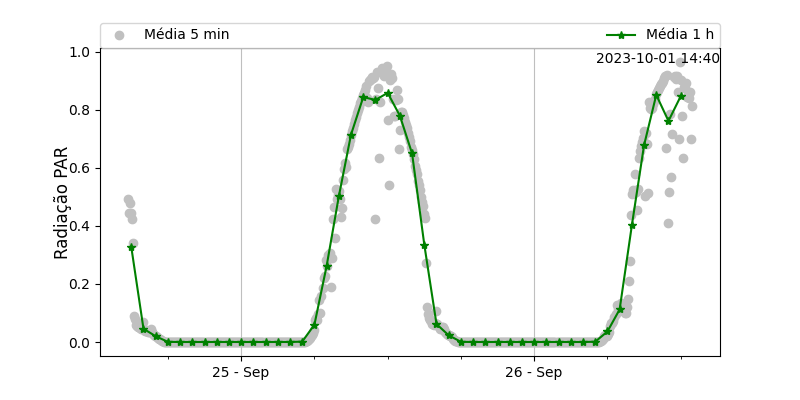 Média 5 min
Média 1 h
2023-10-01 14:40
1.0
0.8
0.6
0.4
0.2
0.0
Radiação PAR
25 - Sep
26 - Sep